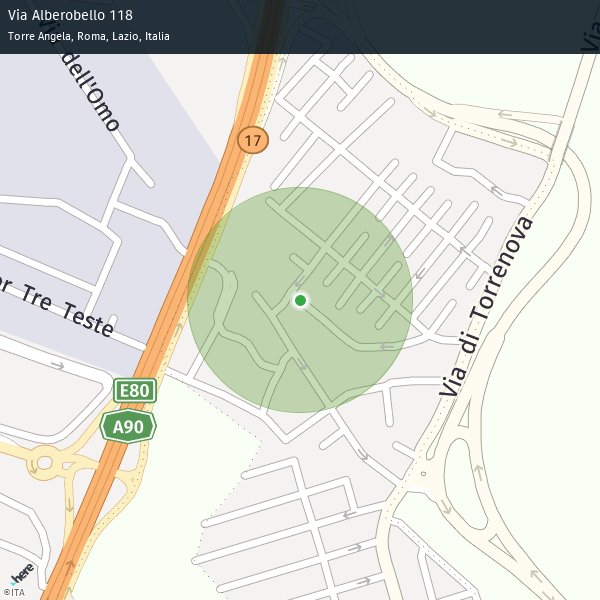 Via Alberobello 118
Torre Angela, Roma, Lazio, Italia
Via
dell'Omo
17
Tre Teste
Via di Torrenova
E80
A90
here
©ITA